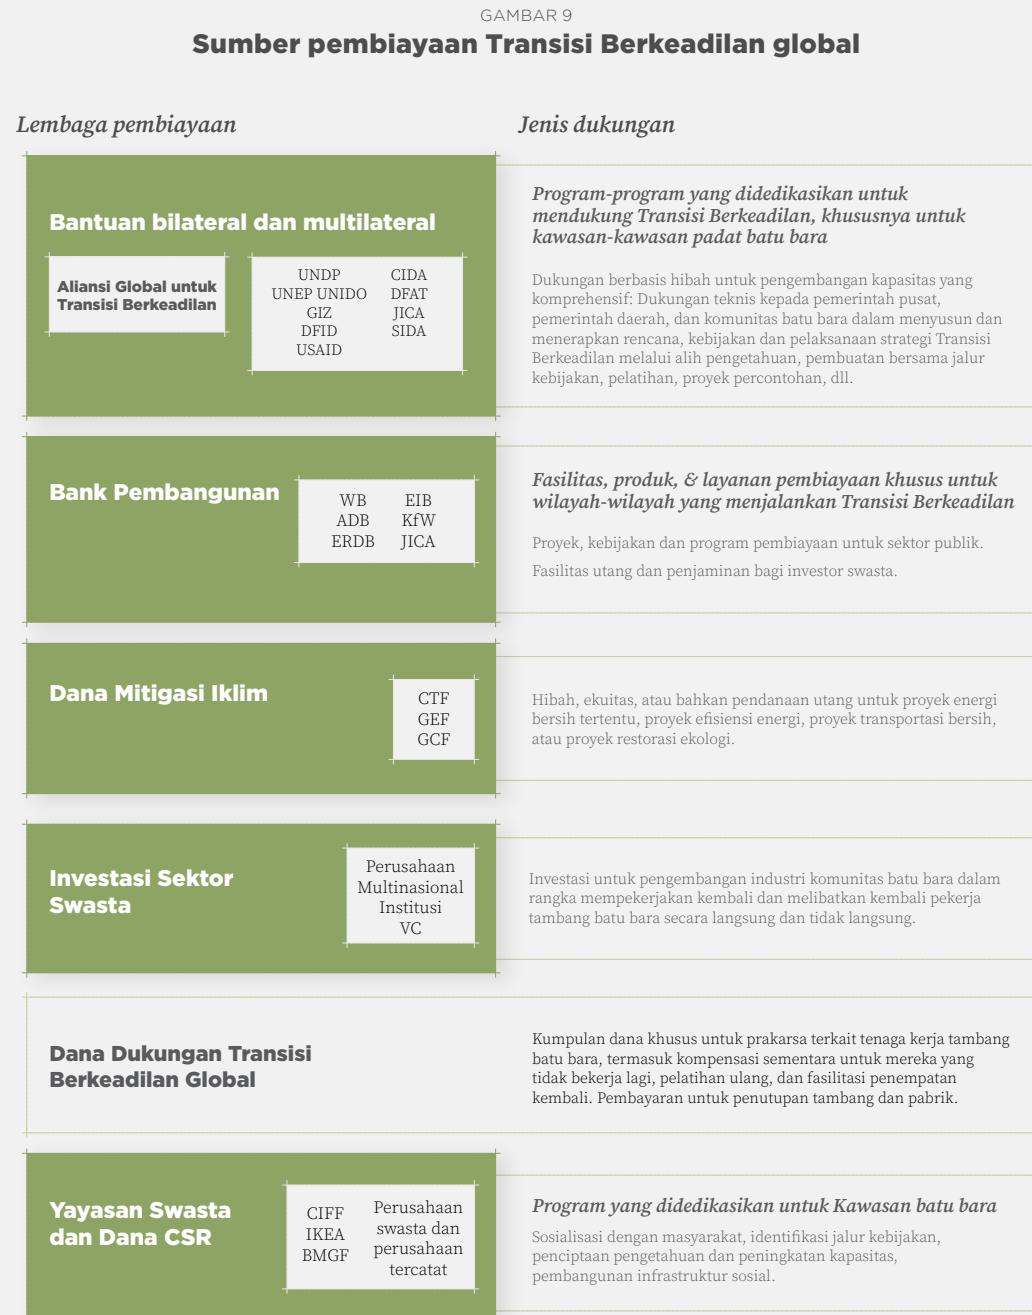 GAMBAR 9
Sumber pembiayaan Transisi Berkeadilan global
Lembaga pembiayaan
Jenis dukungan
Bantuan bilateral dan multilateral
Aliansi Global untuk
Transisi Berkeadilan
UNDP
UNEP UNIDO
GIZ
DFID
USAID
CIDA
DFAT
JICA
SIDA
Program-program yang didedikasikan untuk
mendukung Transisi Berkeadilan, khususnya untuk
kawasan-kawasan padat batu bara
Dukungan berbasis hibah untuk pengembangan kapasitas yang
komprehensif: Dukungan teknis kepada pemerintah pusat,
pemerintah daerah, dan komunitas batu bara dalam menyusun dan
menerapkan rencana, kebijakan dan pelaksanaan strategi Transisi
Berkeadilan melalui alih pengetahuan, pembuatan bersama jalur
kebijakan, pelatihan, proyek percontohan, dll.
Bank Pembangunan
WB
ADB
ERDB
EIB
KfW
JICA
Fasilitas, produk, & layanan pembiayaan khusus untuk
wilayah-wilayah yang menjalankan Transisi Berkeadilan
Proyek, kebijakan dan program pembiayaan untuk sektor publik.
Fasilitas utang dan penjaminan bagi investor swasta.
Dana Mitigasi Iklim
CTF
GEF
GCF
Hibah, ekuitas, atau bahkan pendanaan utang untuk proyek energi
bersih tertentu, proyek efisiensi energi, proyek transportasi bersih,
atau proyek restorasi ekologi.
Investasi Sektor
Swasta
Perusahaan
Multinasional
Institusi
VC
Investasi untuk pengembangan industri komunitas batu bara dalam
rangka mempekerjakan kembali dan melibatkan kembali pekerja
tambang batu bara secara langsung dan tidak langsung.
Dana Dukungan Transisi
Berkeadilan Global
Kumpulan dana khusus untuk prakarsa terkait tenaga kerja tambang
batu bara, termasuk kompensasi sementara untuk mereka yang
tidak bekerja lagi, pelatihan ulang, dan fasilitasi penempatan
kembali. Pembayaran untuk penutupan tambang dan pabrik.
Yayasan Swasta
dan Dana CSR
CIFF
IKEA
BMGF
Perusahaan
swasta dan
perusahaan
tercatat
Program yang didedikasikan untuk Kawasan batu bara
Sosialisasi dengan masyarakat, identifikasi jalur kebijakan,
penciptaan pengetahuan dan peningkatan kapasitas,
pembangunan infrastruktur sosial.